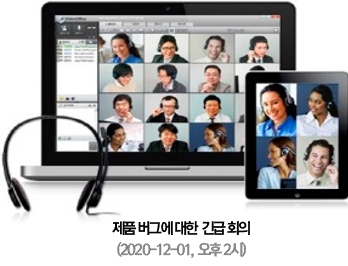 제품 버그에 대한 긴급 회의
(2020-12-01, 오후 2시)